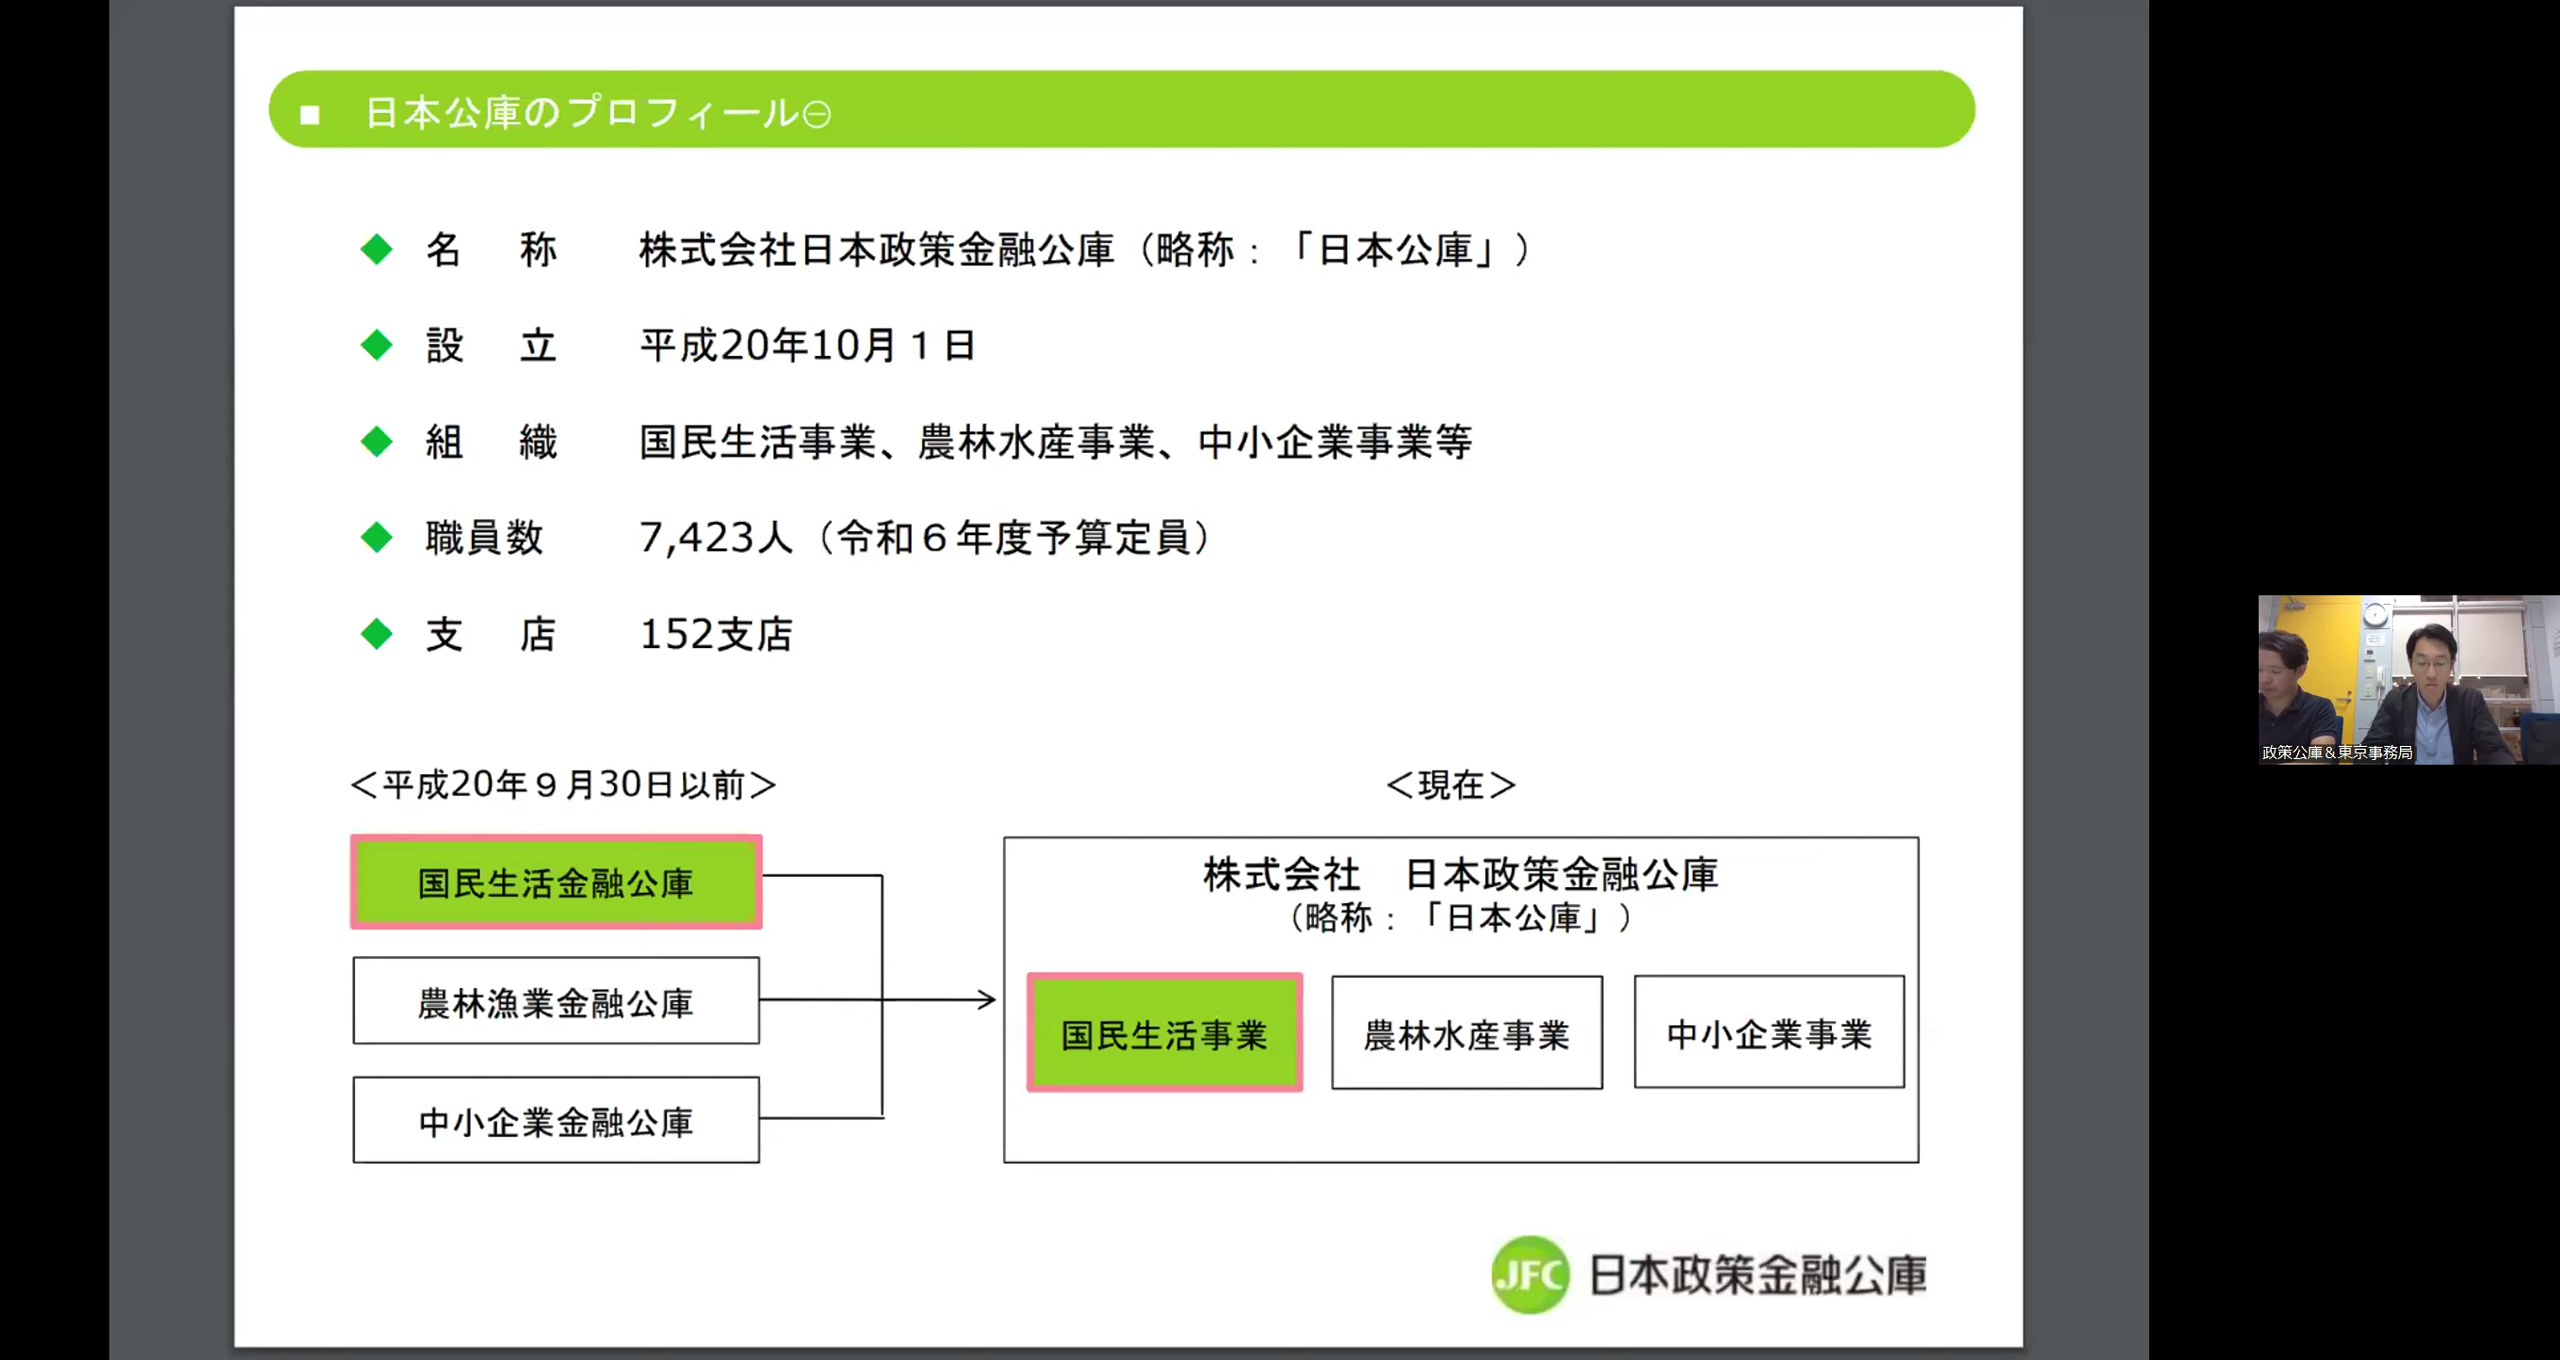 ■ 日本公庫のプロフィール㊀
◆ 名　称　株式会社日本政策金融公庫（略称：「日本公庫」）
◆ 設　立　平成20年10月１日
◆ 組　織　国民生活事業、農林水産事業、中小企業事業等
◆ 職員数　7,423人（令和６年度予算定員）
◆ 支　店　152支店
＜平成20年９月30日以前＞
国民生活金融公庫
農林漁業金融公庫
中小企業金融公庫
＜現在＞
株式会社　日本政策金融公庫
（略称：「日本公庫」）
国民生活事業
農林水産事業
中小企業事業
JFC 日本政策金融公庫
政策公庫＆東京事務局